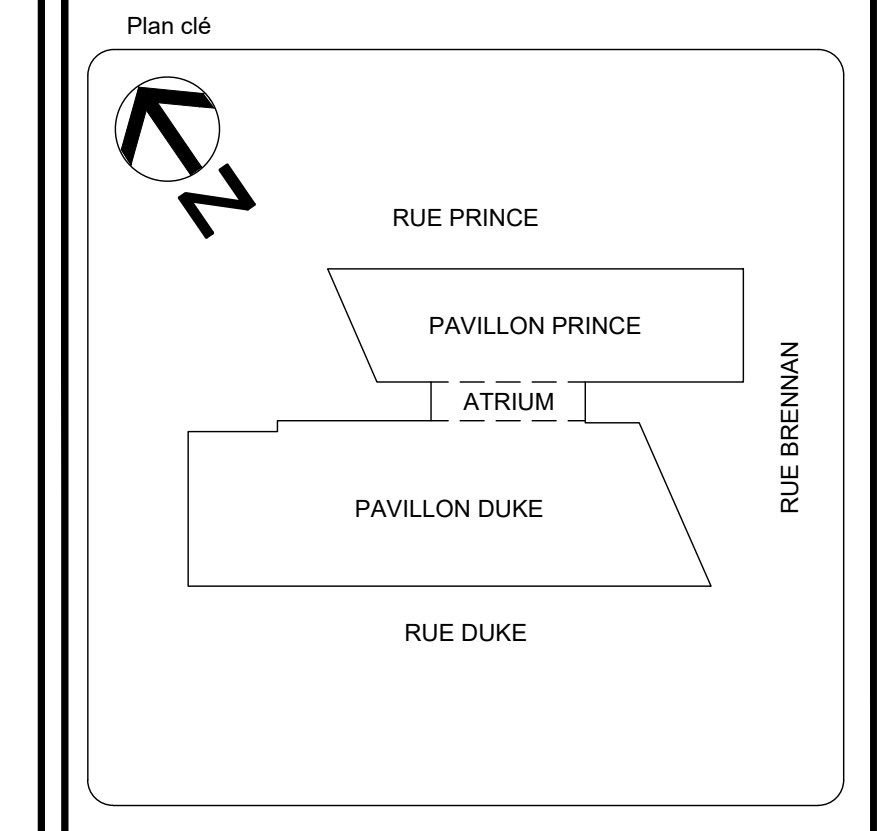 Plan clé
N
RUE PRINCE
PAVILLON PRINCE
ATRIUM
RUE BRENNAN
PAVILLON DUKE
RUE DUKE